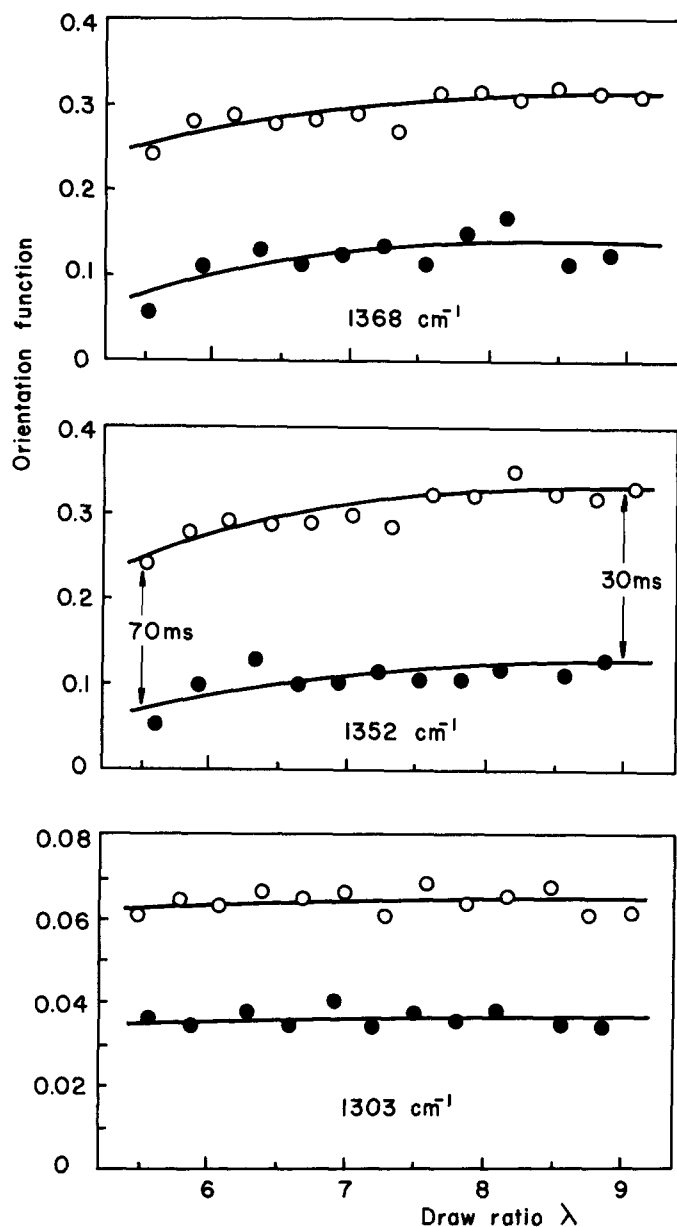 Orientation function
0.4
0.3
0.2
0.1
0
1368 cm⁻¹
0.4
0.3
0.2
0.1
0
70ms
30ms
1352 cm⁻¹
0.08
0.06
0.04
0.02
0
1303 cm⁻¹
6 7 8 9
Draw ratio λ